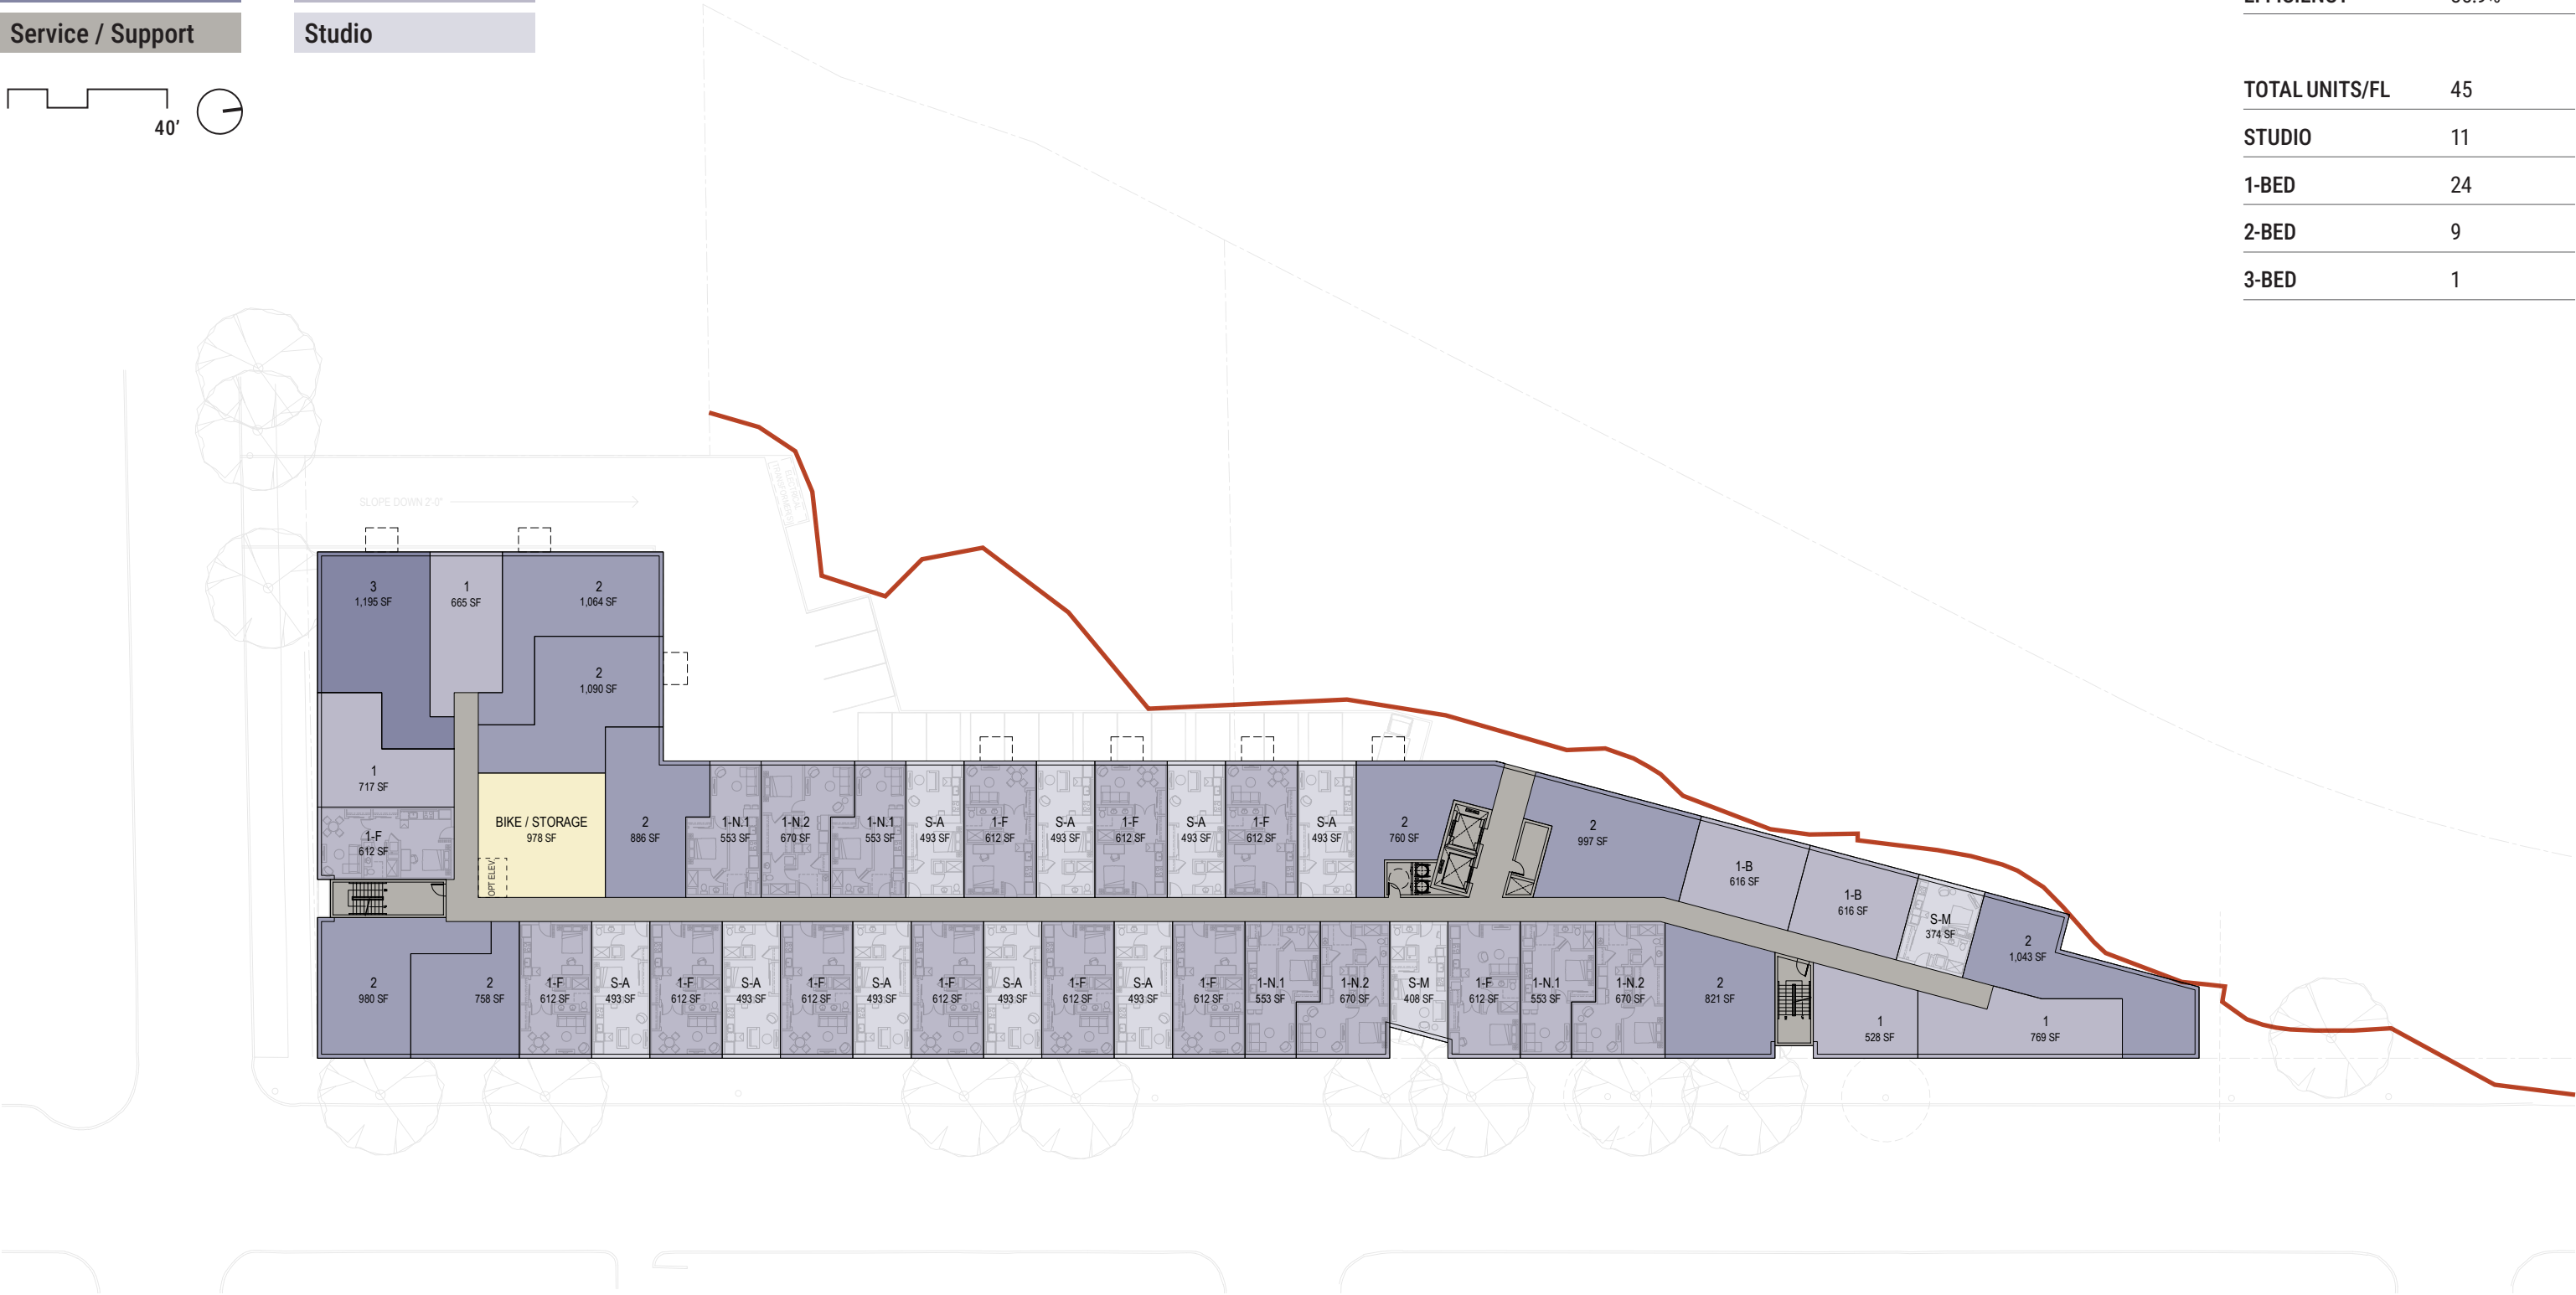 Service / Support
Studio
40'
TOTAL UNITS/FL 45
STUDIO 11
1-BED 24
2-BED 9
3-BED 1
SLOPE DOWN 2'-0"
ELECTRICAL
TRANSFORMER
3
1,195 SF
1
665 SF
2
1,064 SF
2
1,090 SF
1
717 SF
1-F
612 SF
BIKE / STORAGE
978 SF
OPT ELEV.
2
886 SF
1-N.1
553 SF
1-N.2
670 SF
1-N.1
553 SF
S-A
493 SF
1-F
612 SF
S-A
493 SF
1-F
612 SF
S-A
493 SF
1-F
612 SF
S-A
493 SF
2
760 SF
2
997 SF
1-B
616 SF
1-B
616 SF
S-M
374 SF
2
1,043 SF
2
980 SF
2
758 SF
1-F
612 SF
S-A
493 SF
1-F
612 SF
S-A
493 SF
1-F
612 SF
S-A
493 SF
1-F
612 SF
S-A
493 SF
1-F
612 SF
S-A
493 SF
1-F
612 SF
1-N.1
553 SF
1-N.2
670 SF
S-M
408 SF
1-F
612 SF
1-N.1
553 SF
1-N.2
670 SF
2
821 SF
1
528 SF
1
769 SF